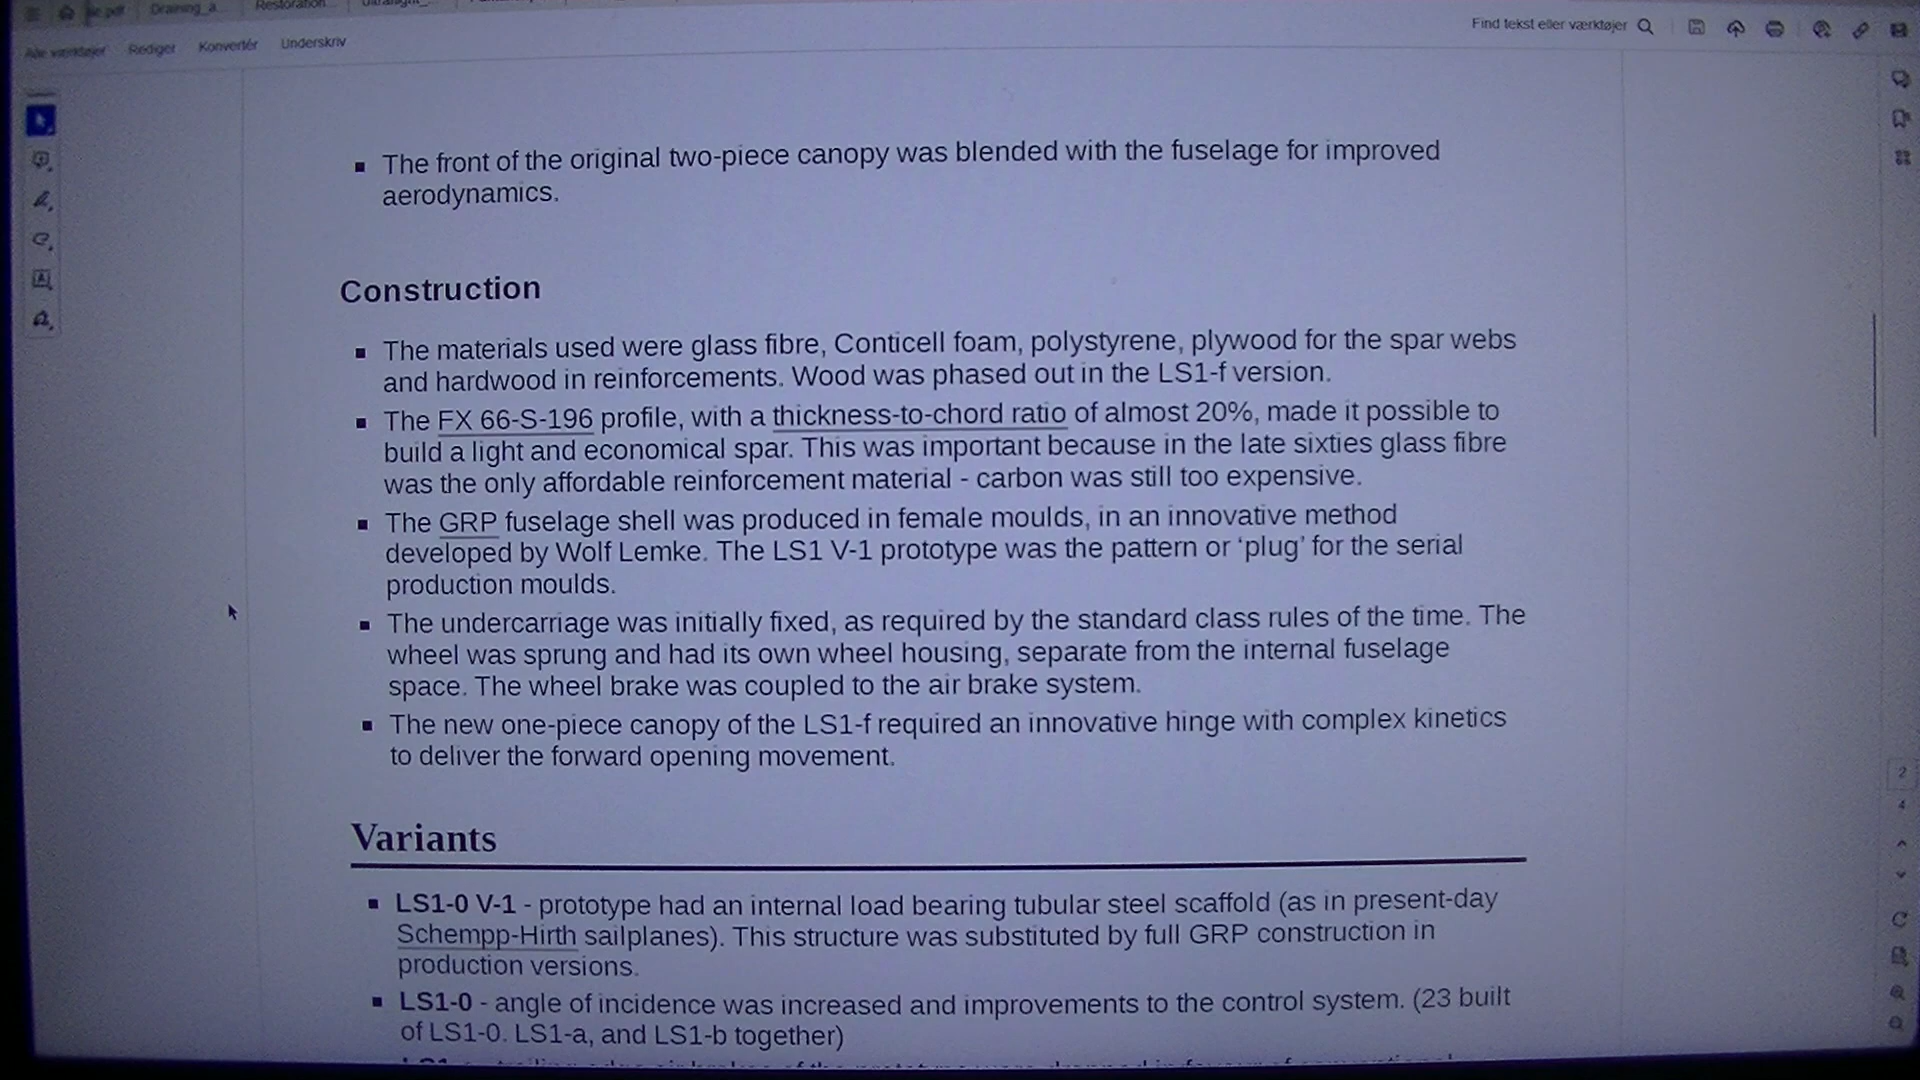 Draining_a...
Restoration...
Find tekst eller værktøjer
Alle værktøjer Rediger Konvertér Underskriv
▪ The front of the original two-piece canopy was blended with the fuselage for improved
aerodynamics.
Construction
▪ The materials used were glass fibre, Conticell foam, polystyrene, plywood for the spar webs
and hardwood in reinforcements. Wood was phased out in the LS1-f version.
▪ The FX 66-S-196 profile, with a thickness-to-chord ratio of almost 20%, made it possible to
build a light and economical spar. This was important because in the late sixties glass fibre
was the only affordable reinforcement material - carbon was still too expensive.
▪ The GRP fuselage shell was produced in female moulds, in an innovative method
developed by Wolf Lemke. The LS1 V-1 prototype was the pattern or ‘plug’ for the serial
production moulds.
▪ The undercarriage was initially fixed, as required by the standard class rules of the time. The
wheel was sprung and had its own wheel housing, separate from the internal fuselage
space. The wheel brake was coupled to the air brake system.
▪ The new one-piece canopy of the LS1-f required an innovative hinge with complex kinetics
to deliver the forward opening movement.
2
4
Variants
▪ LS1-0 V-1 - prototype had an internal load bearing tubular steel scaffold (as in present-day
Schempp-Hirth sailplanes). This structure was substituted by full GRP construction in
production versions.
▪ LS1-0 - angle of incidence was increased and improvements to the control system. (23 built
of LS1-0. LS1-a, and LS1-b together)